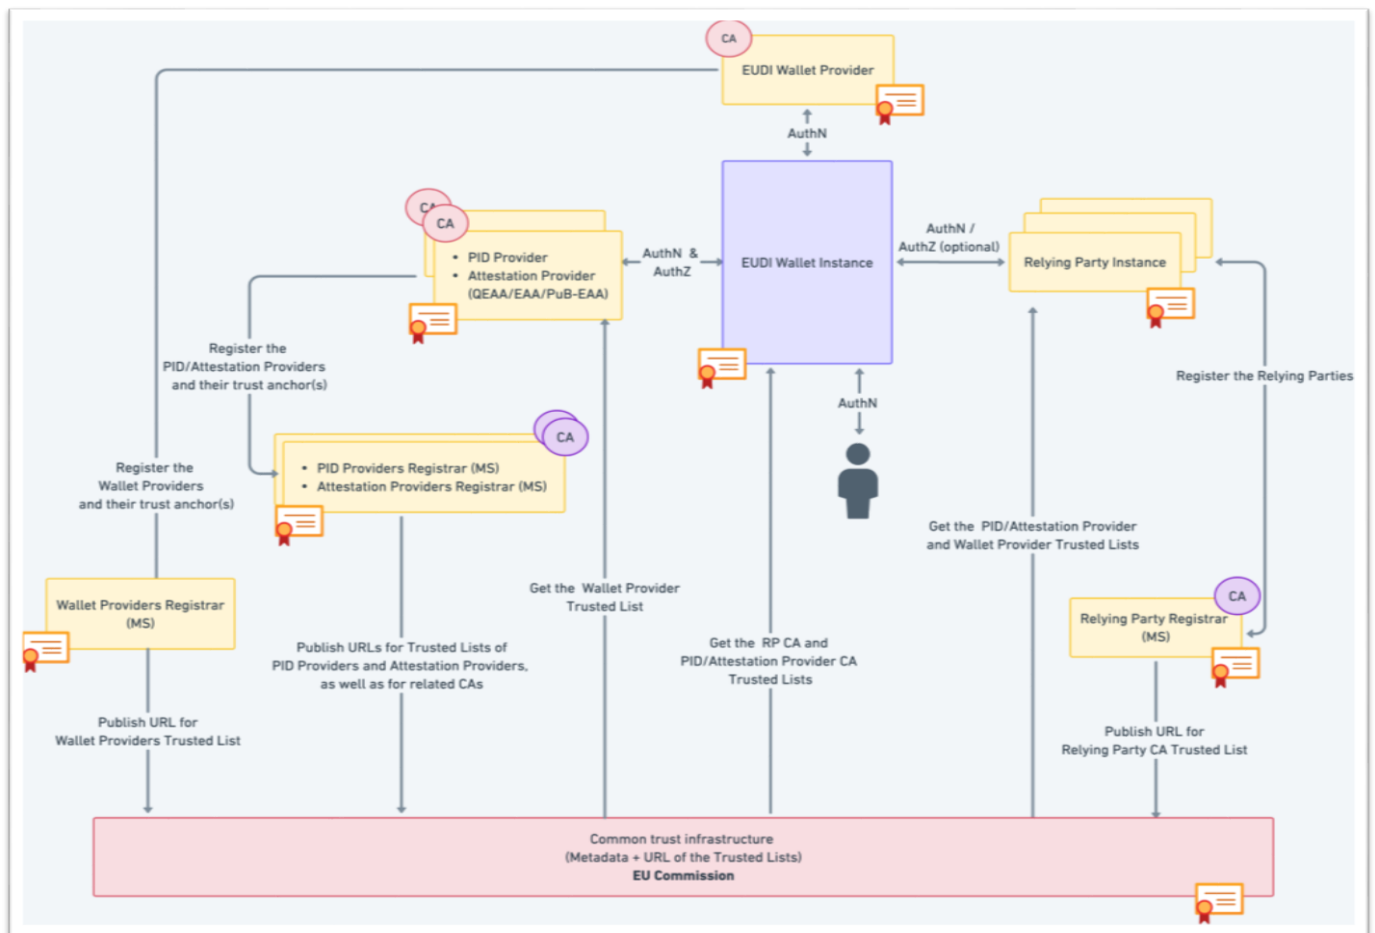 CA
EUDI Wallet Provider
AuthN
CA
CA
• PID Provider
• Attestation Provider
(QEAA/EAA/PuB-EAA)
AuthN &
AuthZ
EUDI Wallet Instance
AuthN /
AuthZ (optional)
Relying Party Instance
Register the
PID/Attestation Providers
and their trust anchor(s)
Register the Relying Parties
AuthN
CA
• PID Providers Registrar (MS)
• Attestation Providers Registrar (MS)
Register the
Wallet Providers
and their trust anchor(s)
Get the PID/Attestation Provider
and Wallet Provider Trusted Lists
Get the Wallet Provider
Trusted List
Wallet Providers Registrar
(MS)
CA
Relying Party Registrar
(MS)
Publish URLs for Trusted Lists of
PID Providers and Attestation Providers,
as well as for related CAs
Get the RP CA and
PID/Attestation Provider CA
Trusted Lists
Publish URL for
Wallet Providers Trusted List
Publish URL for
Relying Party CA Trusted List
Common trust infrastructure
(Metadata + URL of the Trusted Lists)
EU Commission